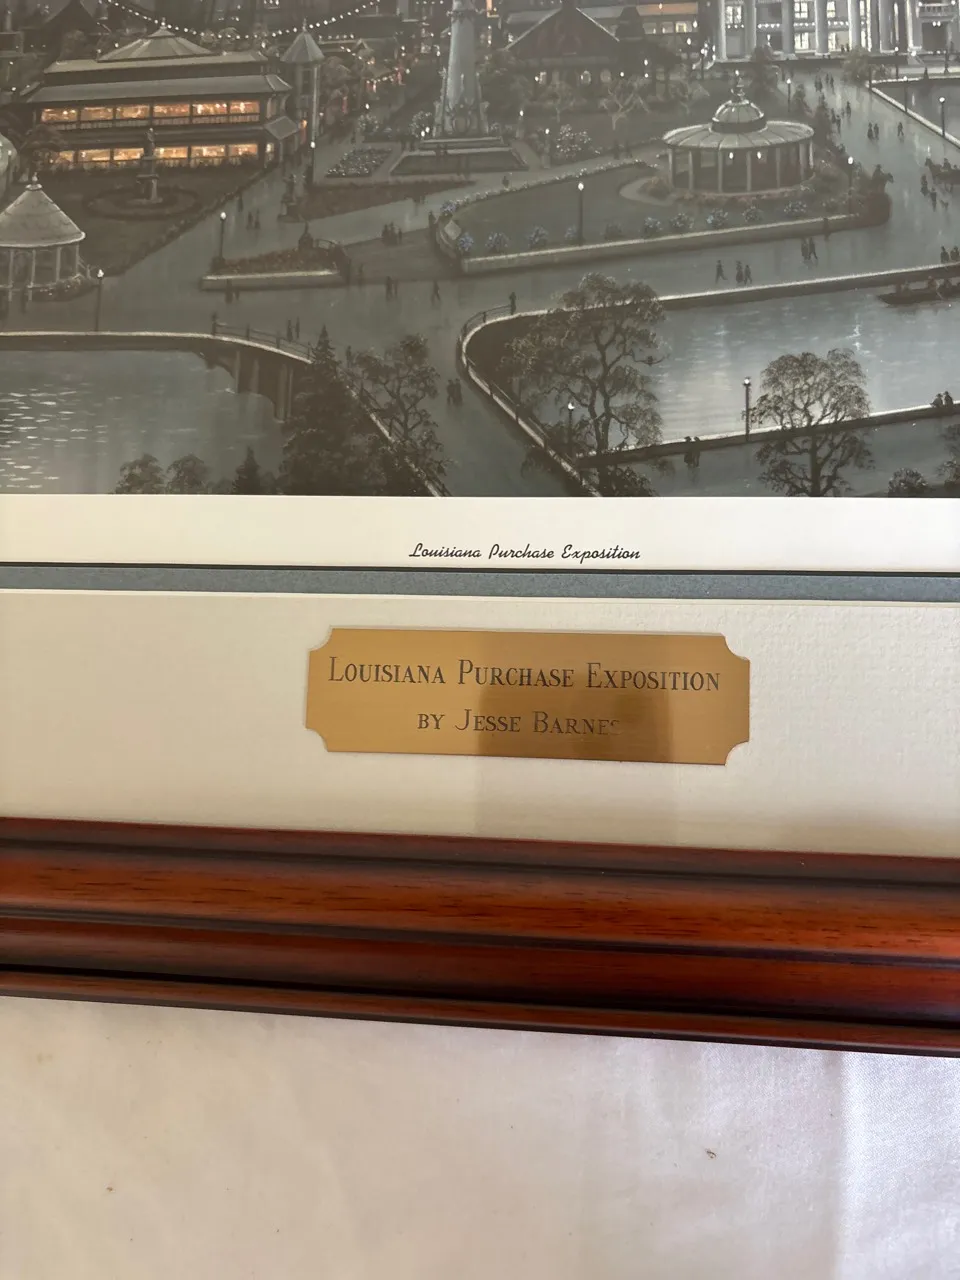 Louisiana Purchase Exposition
LOUISIANA PURCHASE EXPOSITION
BY JESSE BARNES